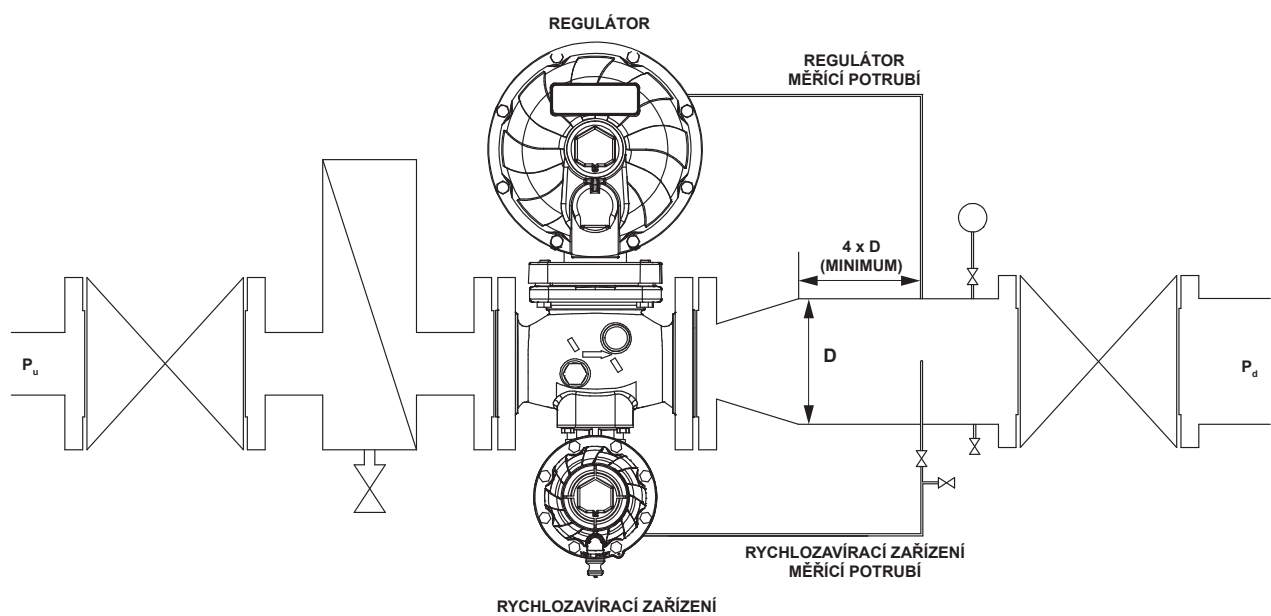 REGULÁTOR
REGULÁTOR
MĚŘÍCÍ POTRUBÍ
4 x D
(MINIMUM)
D
Pu
Pd
RYCHLOZAVÍRACÍ ZAŘÍZENÍ
MĚŘÍCÍ POTRUBÍ
RYCHLOZAVÍRACÍ ZAŘÍZENÍ